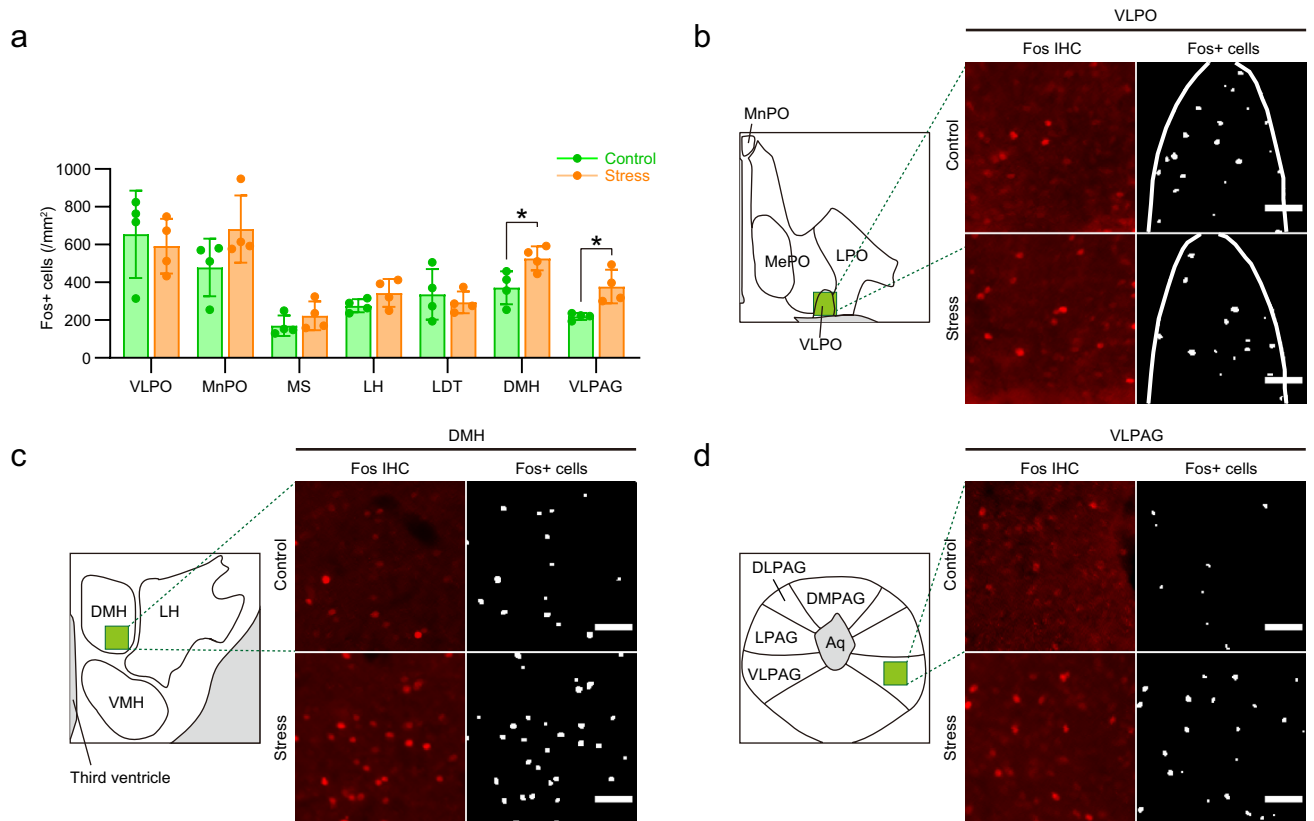 a
Control
Stress
Fos+ cells (/mm²)
1000
800
600
400
200
0
*
*
VLPO MnPO MS LH LDT DMH VLPAG
b
VLPO
Fos IHC Fos+ cells
Control
Stress
MnPO
MePO
LPO
VLPO
c
DMH
Fos IHC Fos+ cells
Control
Stress
DMH
LH
VMH
Third ventricle
d
VLPAG
Fos IHC Fos+ cells
Control
Stress
DLPAG
DMPAG
LPAG
Aq
VLPAG